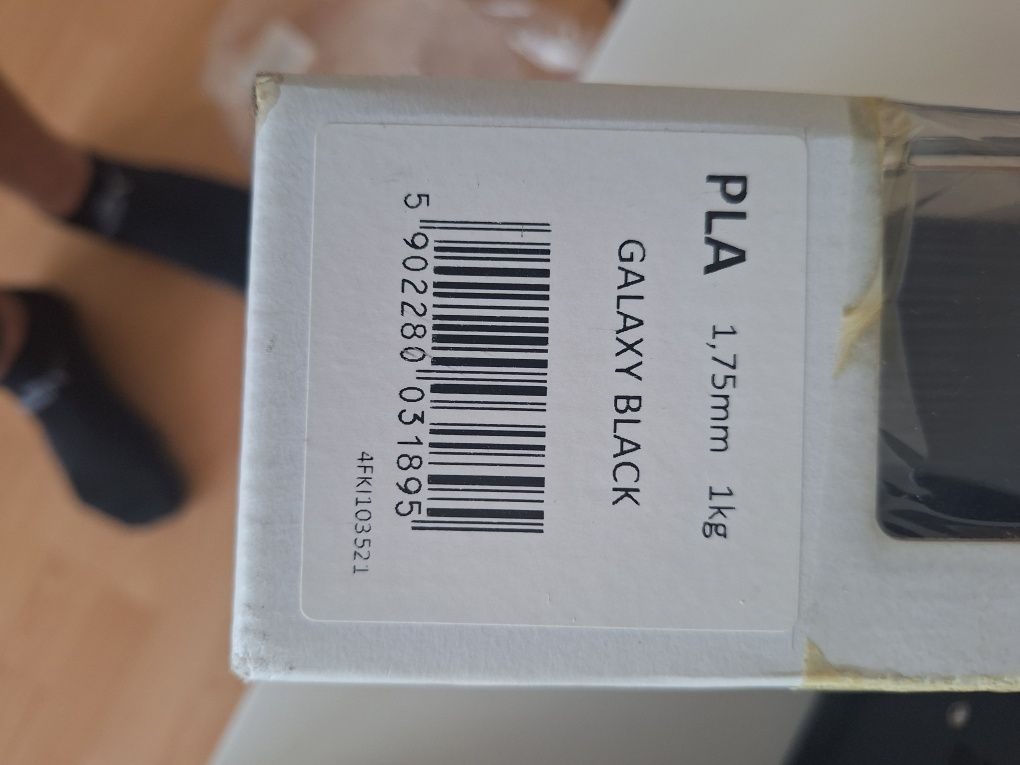 PLA 1,75mm 1kg
GALAXY BLACK
5 902280 031895
4FKI103521